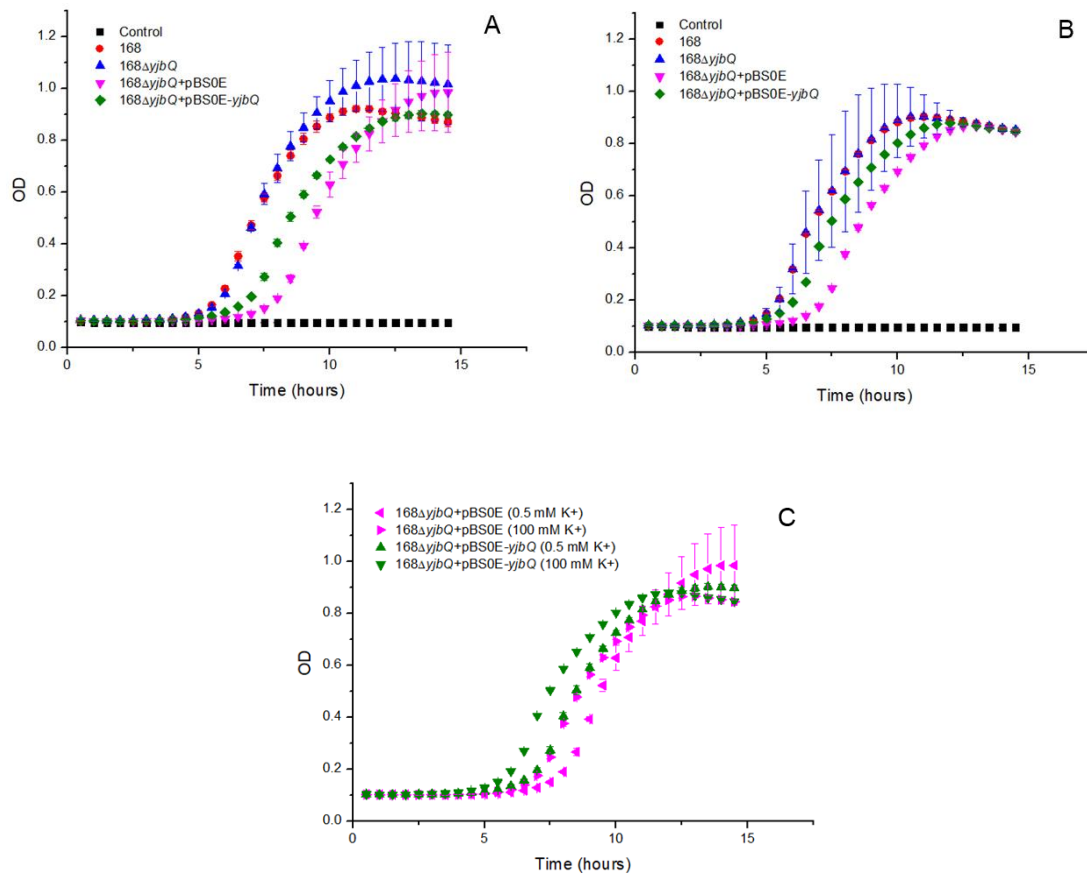 A
Control
168
168ΔyjbQ
168ΔyjbQ+pBS0E
168ΔyjbQ+pBS0E-yjbQ
OD
1.2
1.0
0.8
0.6
0.4
0.2
0.0
0
5
10
15
Time (hours)
B
Control
168
168ΔyjbQ
168ΔyjbQ+pBS0E
168ΔyjbQ+pBS0E-yjbQ
OD
1.2
1.0
0.8
0.6
0.4
0.2
0.0
0
5
10
15
Time (hours)
C
168ΔyjbQ+pBS0E (0.5 mM K+)
168ΔyjbQ+pBS0E (100 mM K+)
168ΔyjbQ+pBS0E-yjbQ (0.5 mM K+)
168ΔyjbQ+pBS0E-yjbQ (100 mM K+)
OD
1.2
1.0
0.8
0.6
0.4
0.2
0.0
0
5
10
15
Time (hours)